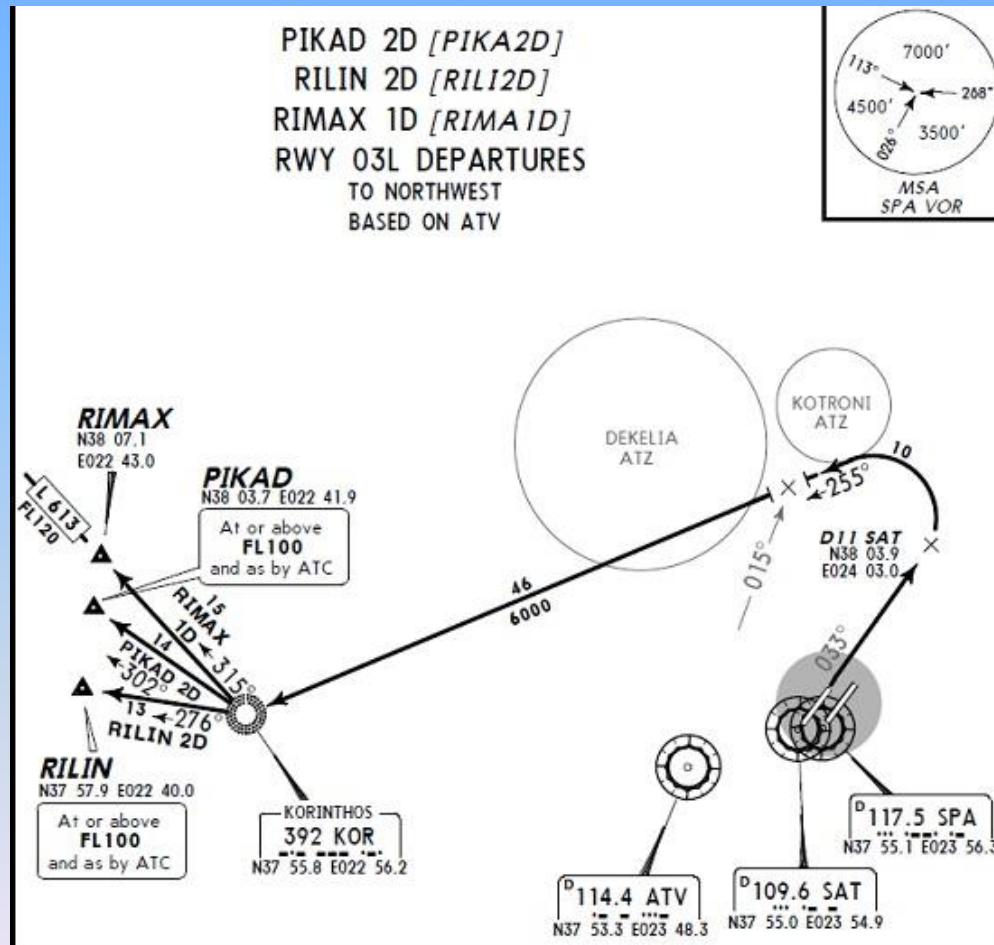 PIKAD 2D [PIKA2D]
RILIN 2D [RILI2D]
RIMAX 1D [RIMA1D]
RWY 03L DEPARTURES
TO NORTHWEST
BASED ON ATV
7000'
113°
268°
4500'
3500'
026°
MSA
SPA VOR
DEKELIA
ATZ
KOTRONI
ATZ
10
255°
RIMAX
N38 07.1
E022 43.0
L 613
FL120
PIKAD
N38 03.7 E022 41.9
At or above
FL100
and as by ATC
015°
D11 SAT
N38 03.9
E024 03.0
46
6000
033°
15
RIMAX
1D
315°
14
PIKAD 2D
302°
13
276°
RILIN 2D
RILIN
N37 57.9 E022 40.0
At or above
FL100
and as by ATC
KORINTHOS
392 KOR
N37 55.8 E022 56.2
D 117.5 SPA
N37 55.1 E023 56.3
D 114.4 ATV
N37 53.3 E023 48.3
D 109.6 SAT
N37 55.0 E023 54.9